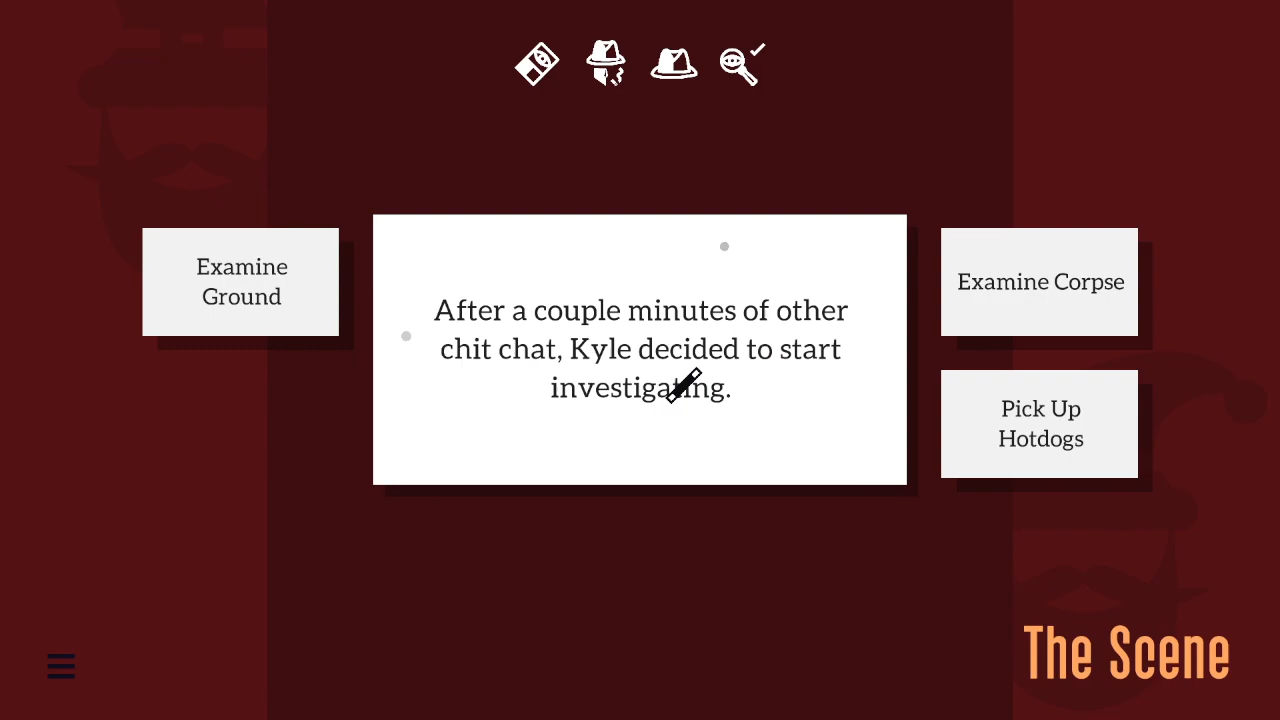 Examine
Ground
After a couple minutes of other
chit chat, Kyle decided to start
investigating.
Examine Corpse
Pick Up
Hotdogs
The Scene